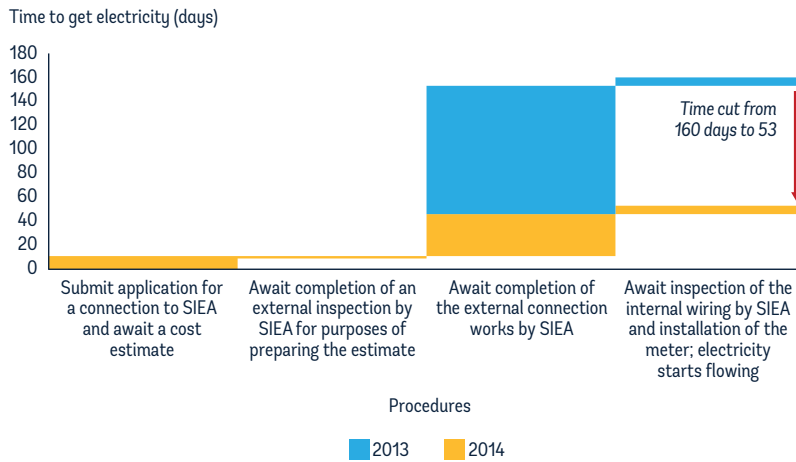 Time to get electricity (days)
180
160
140
120
100
80
60
40
20
0
Time cut from
160 days to 53
Submit application for
a connection to SIEA
and await a cost
estimate
Await completion of an
external inspection by
SIEA for purposes of
preparing the estimate
Await completion of
the external connection
works by SIEA
Await inspection of the
internal wiring by SIEA
and installation of the
meter; electricity
starts flowing
Procedures
2013
2014